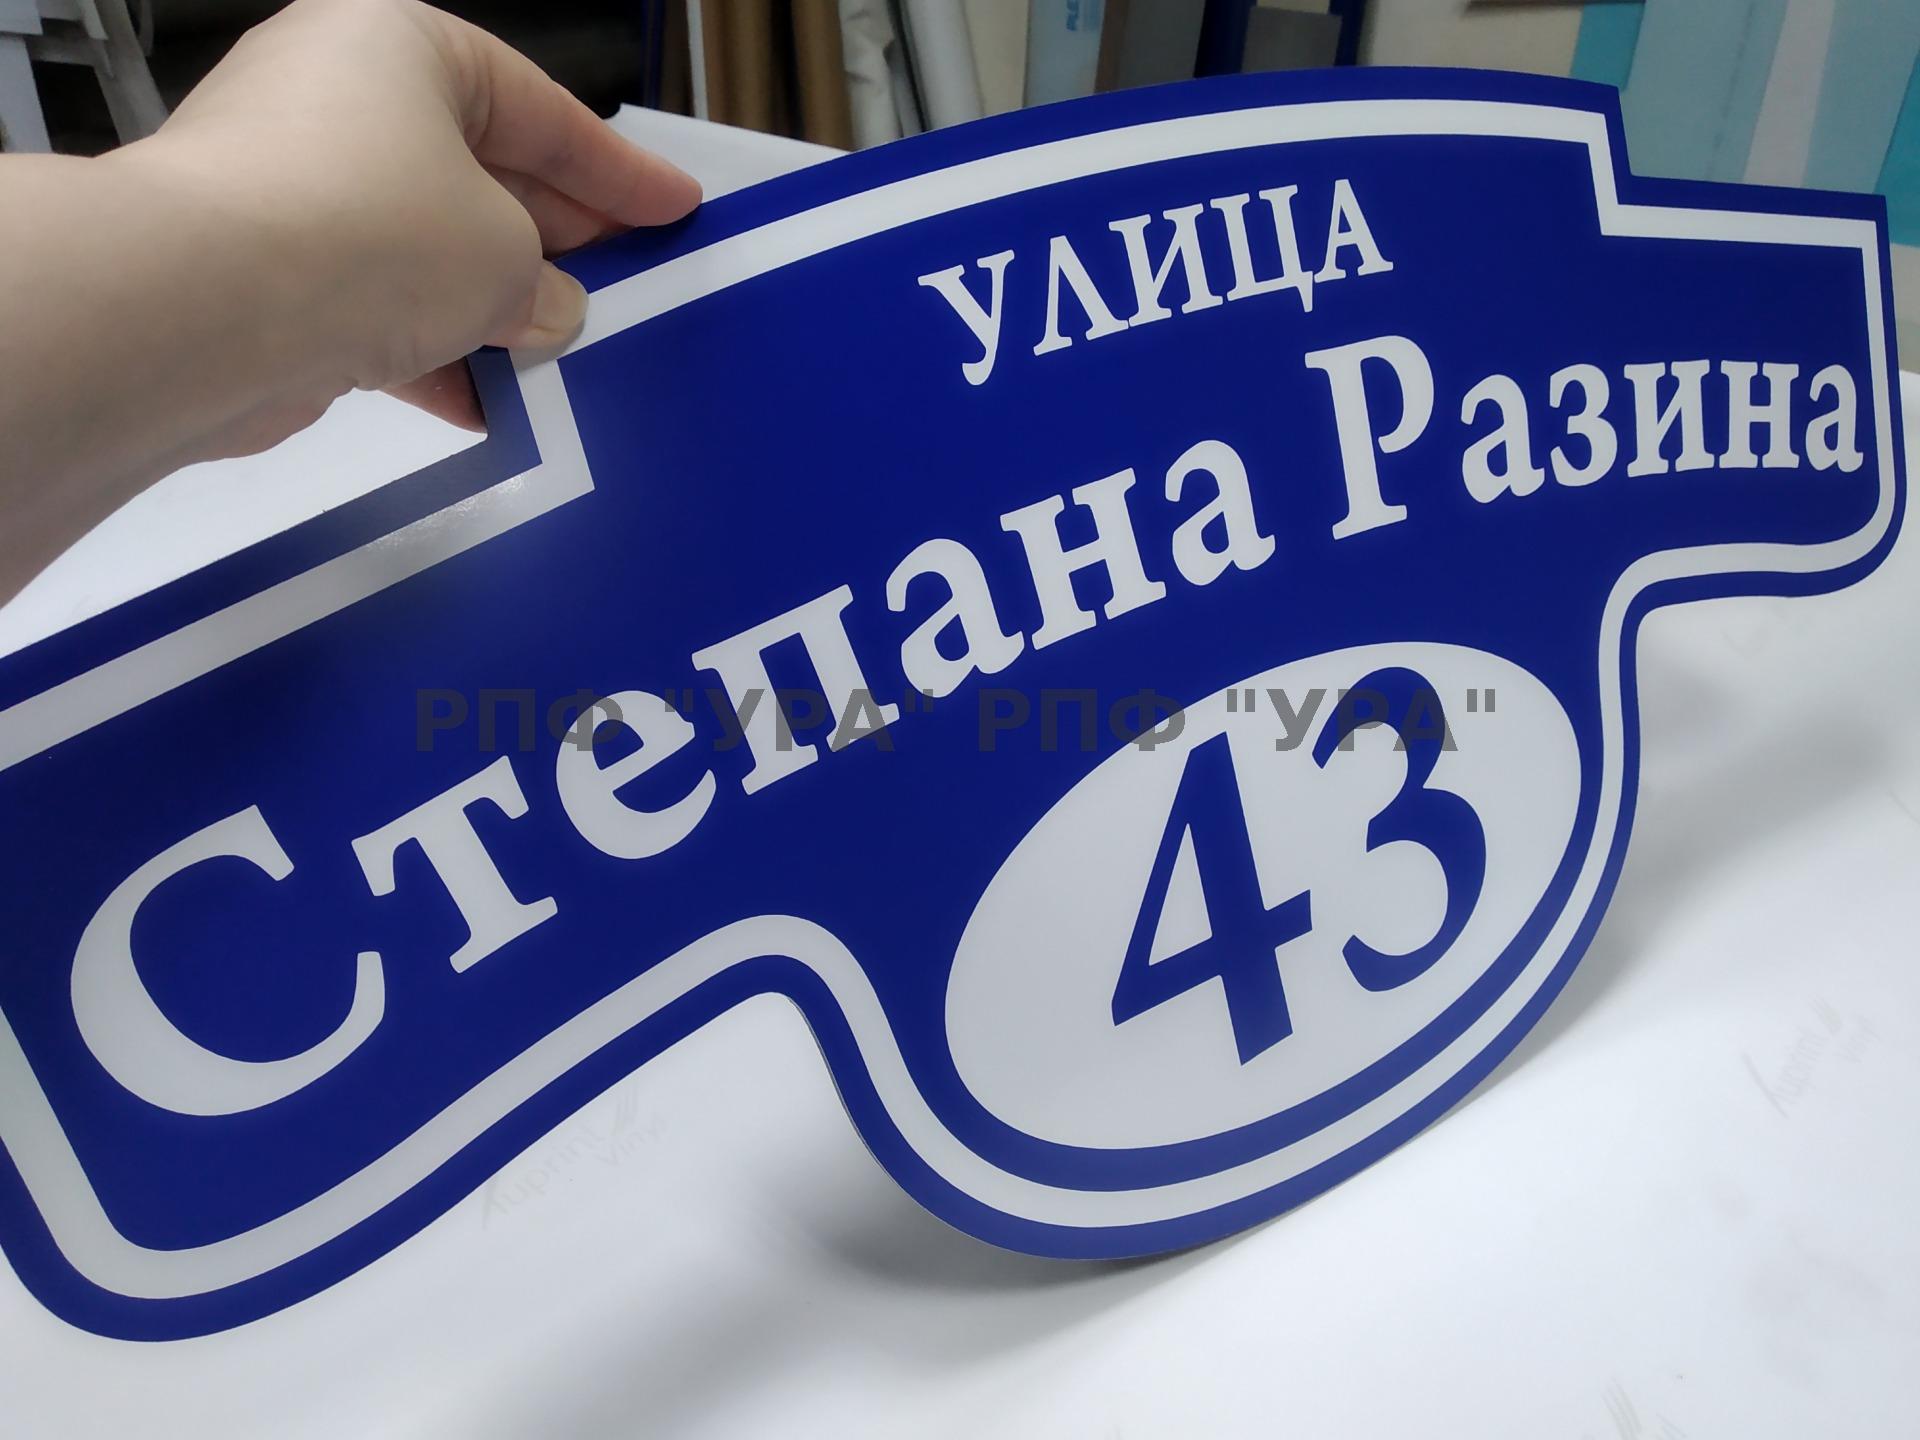 УЛИЦА
Степана Разина
РПФ "УРА" РПФ "УРА"
43